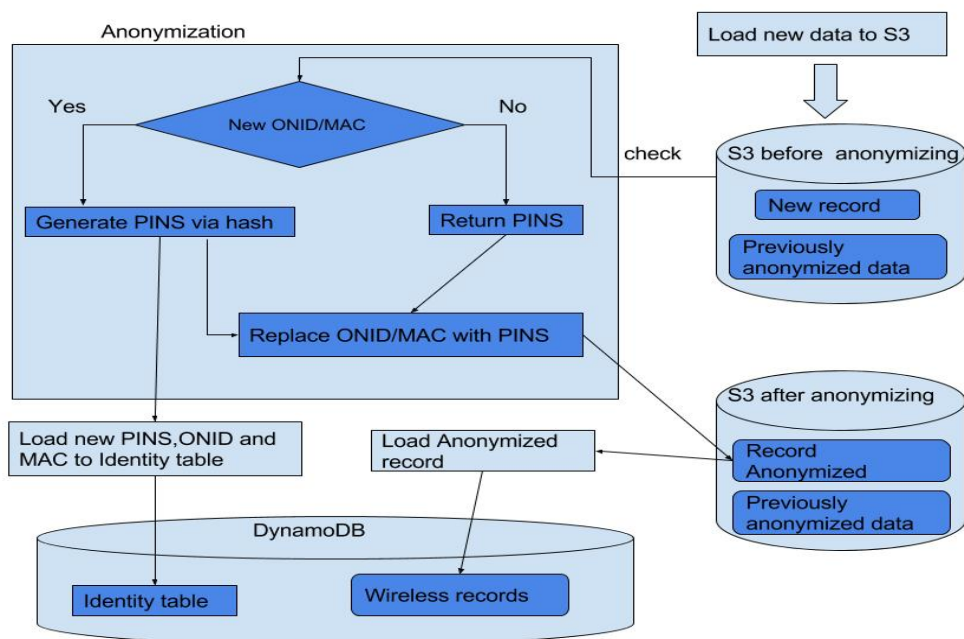 Anonymization
Load new data to S3
Yes
No
New ONID/MAC
check
S3 before anonymizing
New record
Previously
anonymized data
Generate PINS via hash
Return PINS
Replace ONID/MAC with PINS
S3 after anonymizing
Record
Anonymized
Previously
anonymized data
Load new PINS,ONID and
MAC to Identity table
Load Anonymized
record
DynamoDB
Identity table
Wireless records